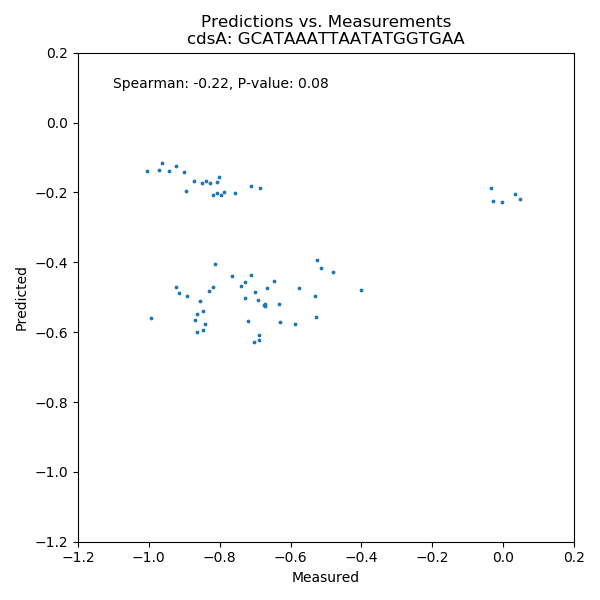 Predictions vs. Measurements
cdsA: GCATAAATTAATATGGTGAA
Spearman: -0.22, P-value: 0.08
0.2
0.0
−0.2
−0.4
−0.6
−0.8
−1.0
−1.2
Predicted
−1.2 −1.0 −0.8 −0.6 −0.4 −0.2 0.0 0.2
Measured